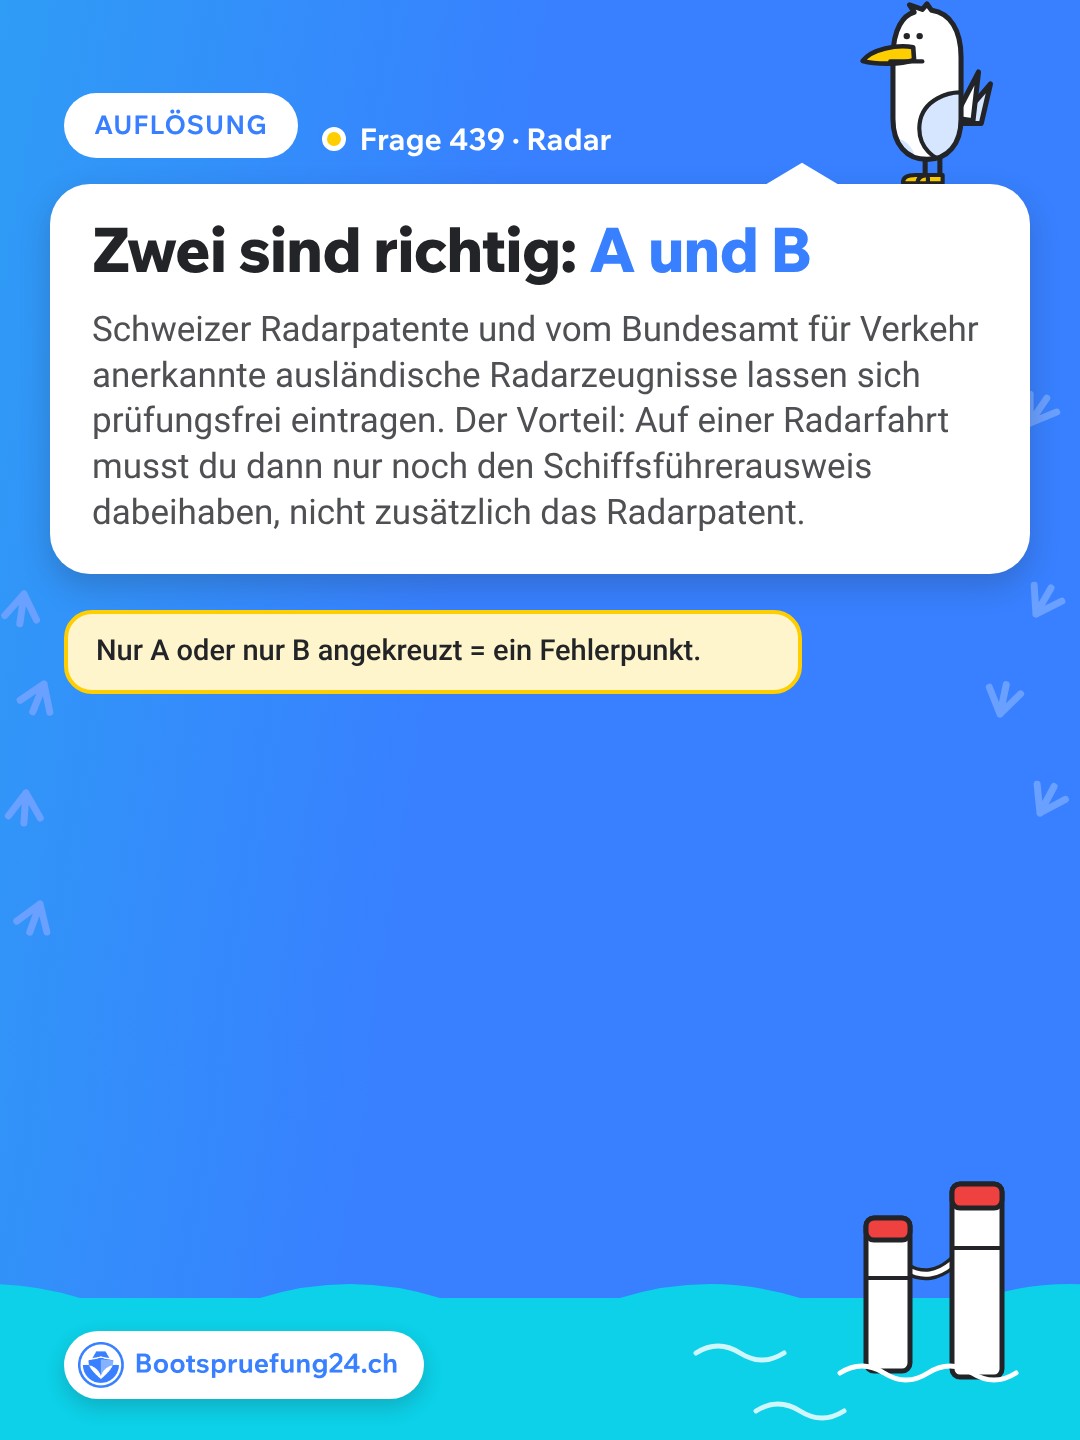 AUFLÖSUNG
Frage 439 · Radar
Zwei sind richtig: A und B
Schweizer Radarpatente und vom Bundesamt für Verkehr
anerkannte ausländische Radarzeugnisse lassen sich
prüfungsfrei eintragen. Der Vorteil: Auf einer Radarfahrt
musst du dann nur noch den Schiffsführerausweis
dabeihaben, nicht zusätzlich das Radarpatent.
Nur A oder nur B angekreuzt = ein Fehlerpunkt.
Bootspruefung24.ch